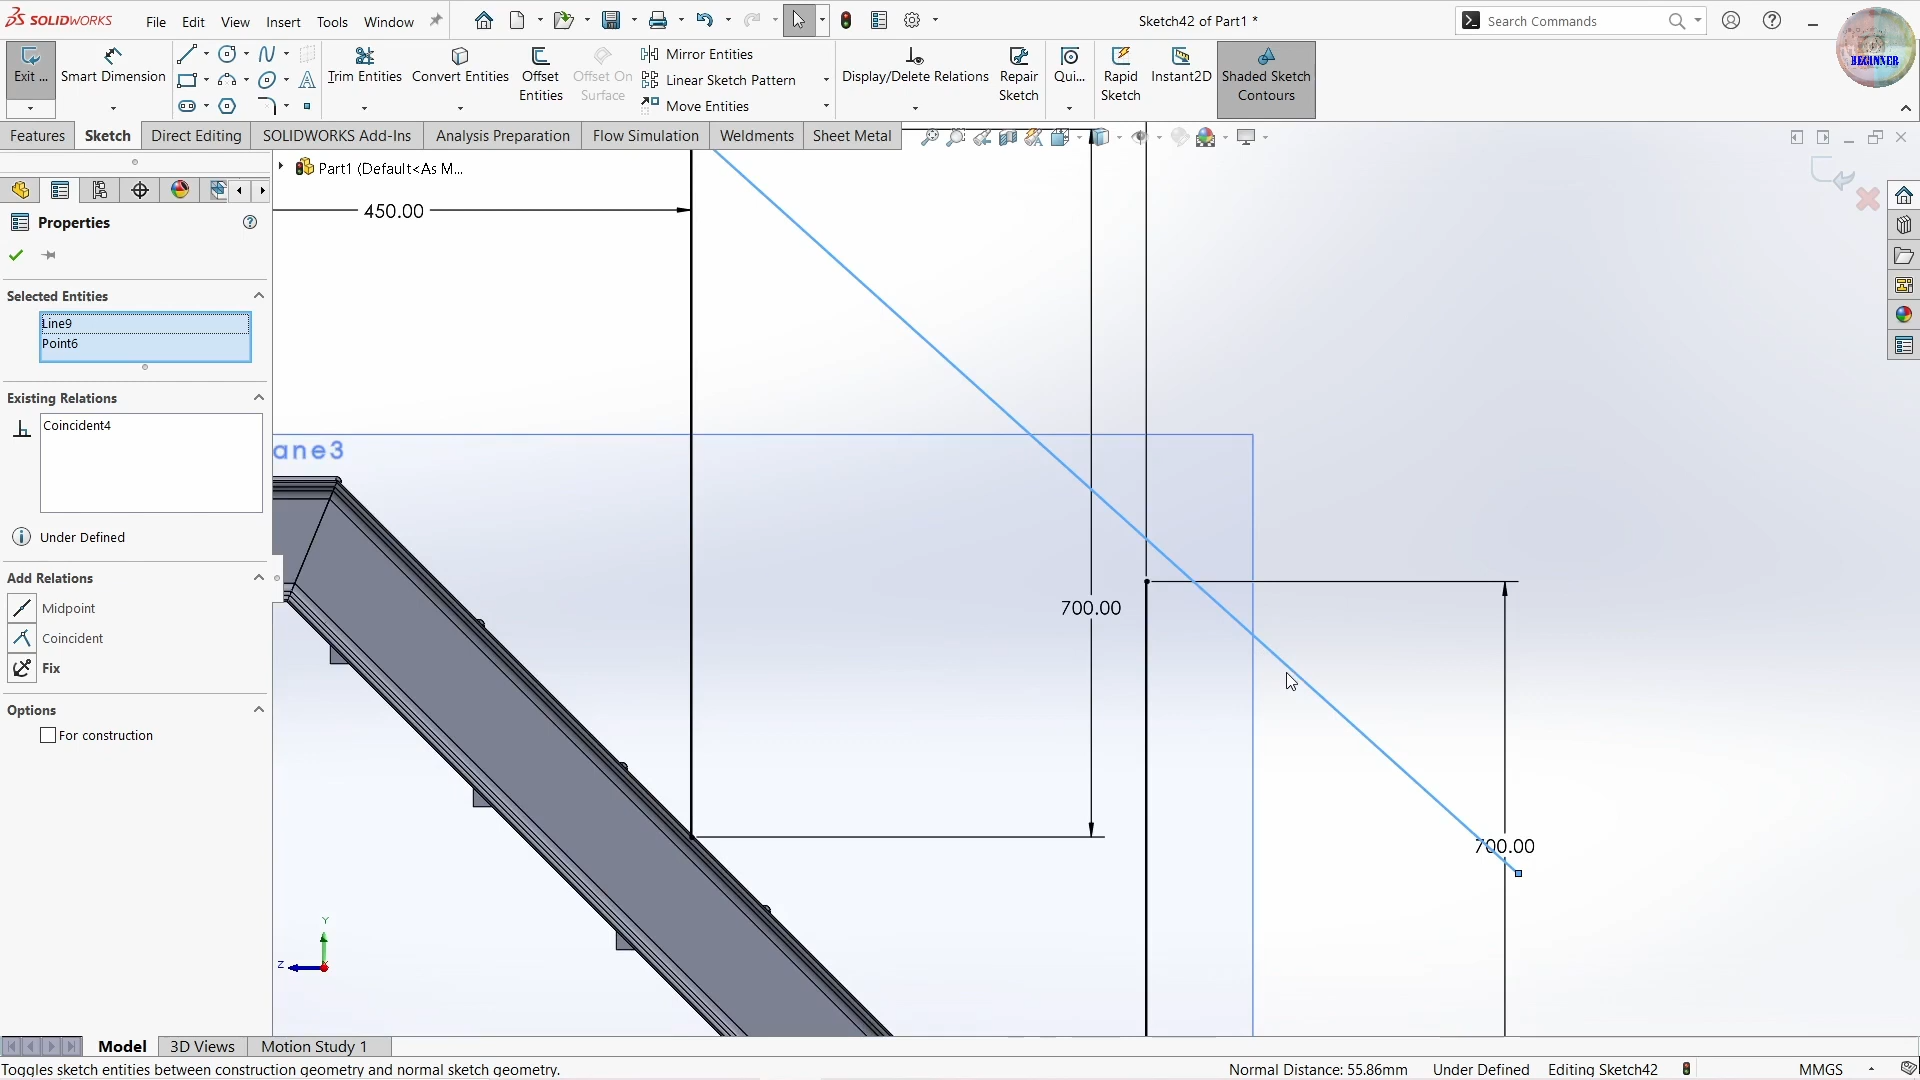 SOLIDWORKS
File Edit View Insert Tools Window
Sketch42 of Part1 *
Search Commands
BEGINNER
Exit ...
Smart Dimension
Trim Entities
Convert Entities
Offset Entities
Offset On Surface
Mirror Entities
Linear Sketch Pattern
Move Entities
Display/Delete Relations
Repair Sketch
Qui...
Rapid Sketch
Instant2D
Shaded Sketch Contours
Features Sketch Direct Editing SOLIDWORKS Add-Ins Analysis Preparation Flow Simulation Weldments Sheet Metal
Part1 (Default<As M...
Properties
Selected Entities
Line9
Point6
Existing Relations
Coincident4
Under Defined
Add Relations
Midpoint
Coincident
Fix
Options
For construction
450.00
ane3
700.00
700.00
Y
Z
Model 3D Views Motion Study 1
Toggles sketch entities between construction geometry and normal sketch geometry.
Normal Distance: 55.86mm Under Defined Editing Sketch42 MMGS